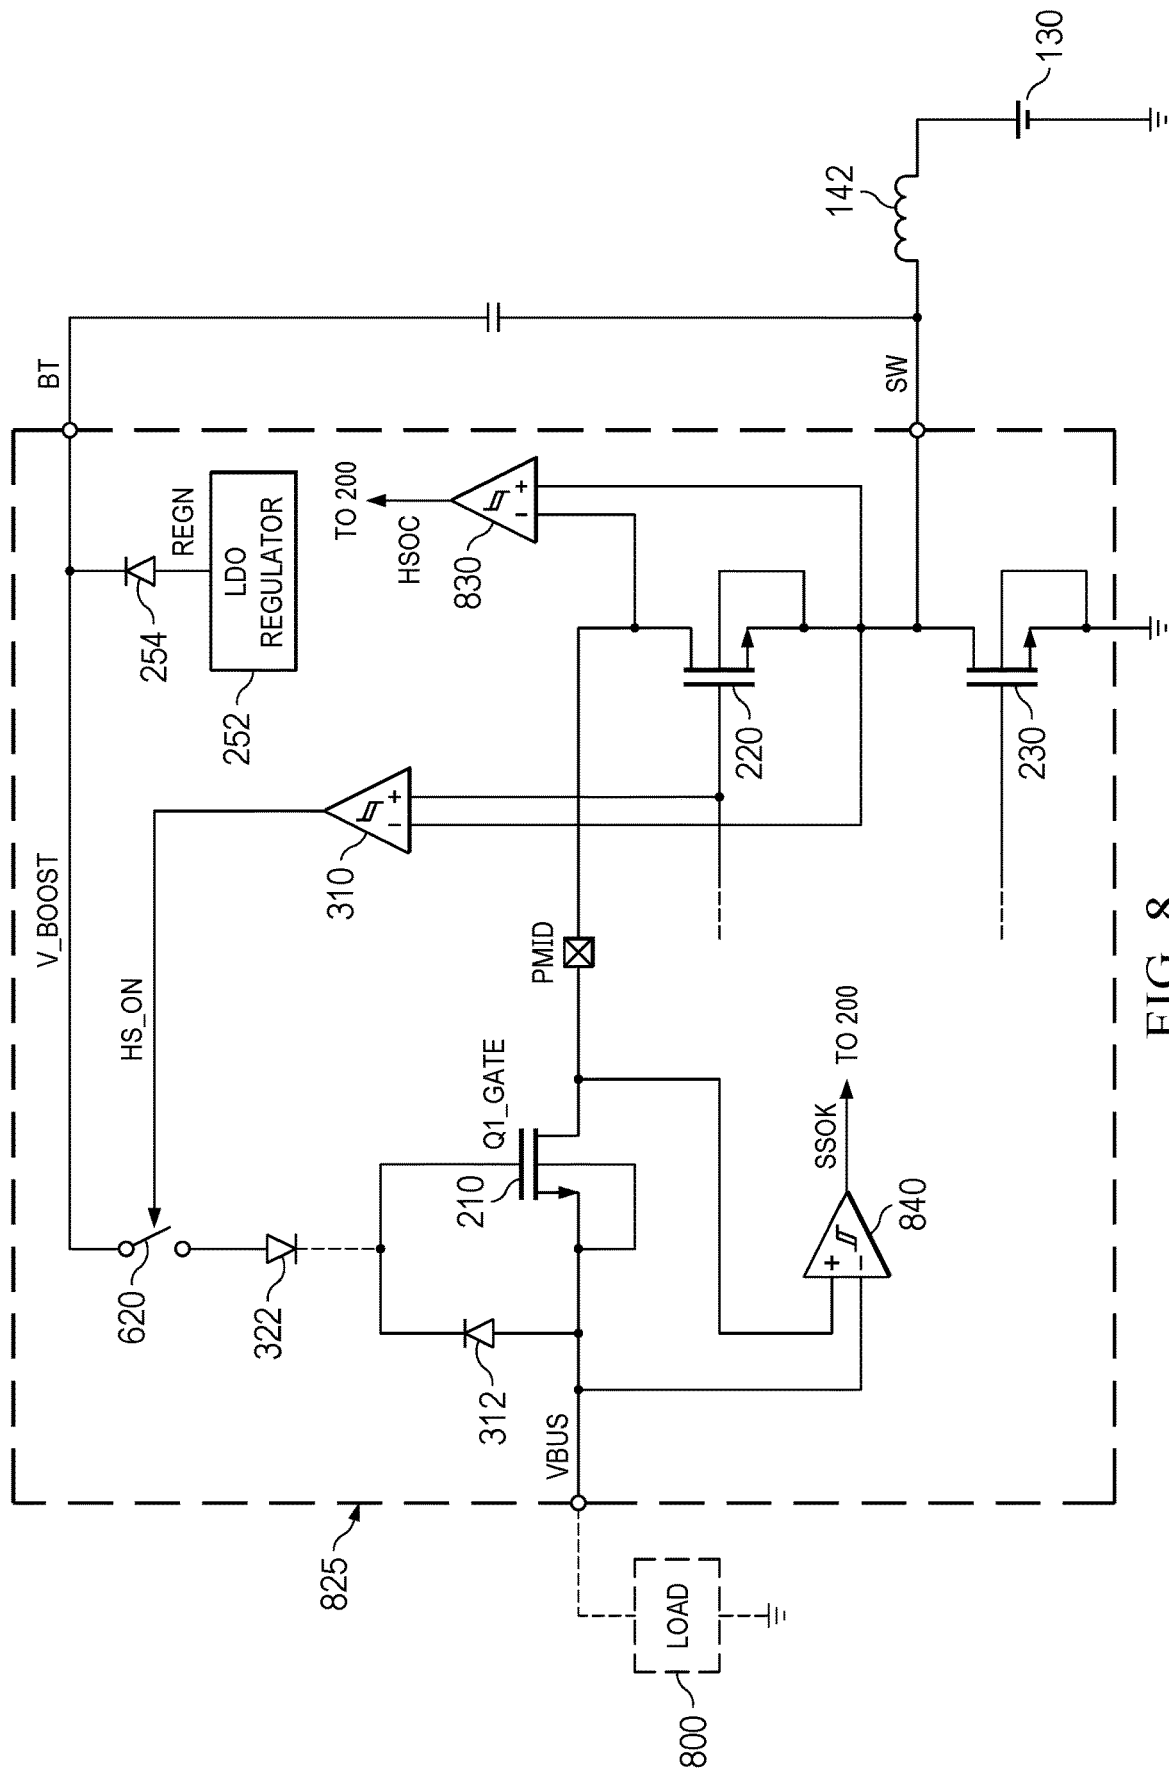 BT
V_BOOST
HS_ON
620
322
254
REGN
LDO
REGULATOR
252
TO 200
HSOC
830
310
SW
142
130
Q1_GATE
210
PMID
220
230
312
VBUS
SSOK
TO 200
840
825
LOAD
800
FIG. 8